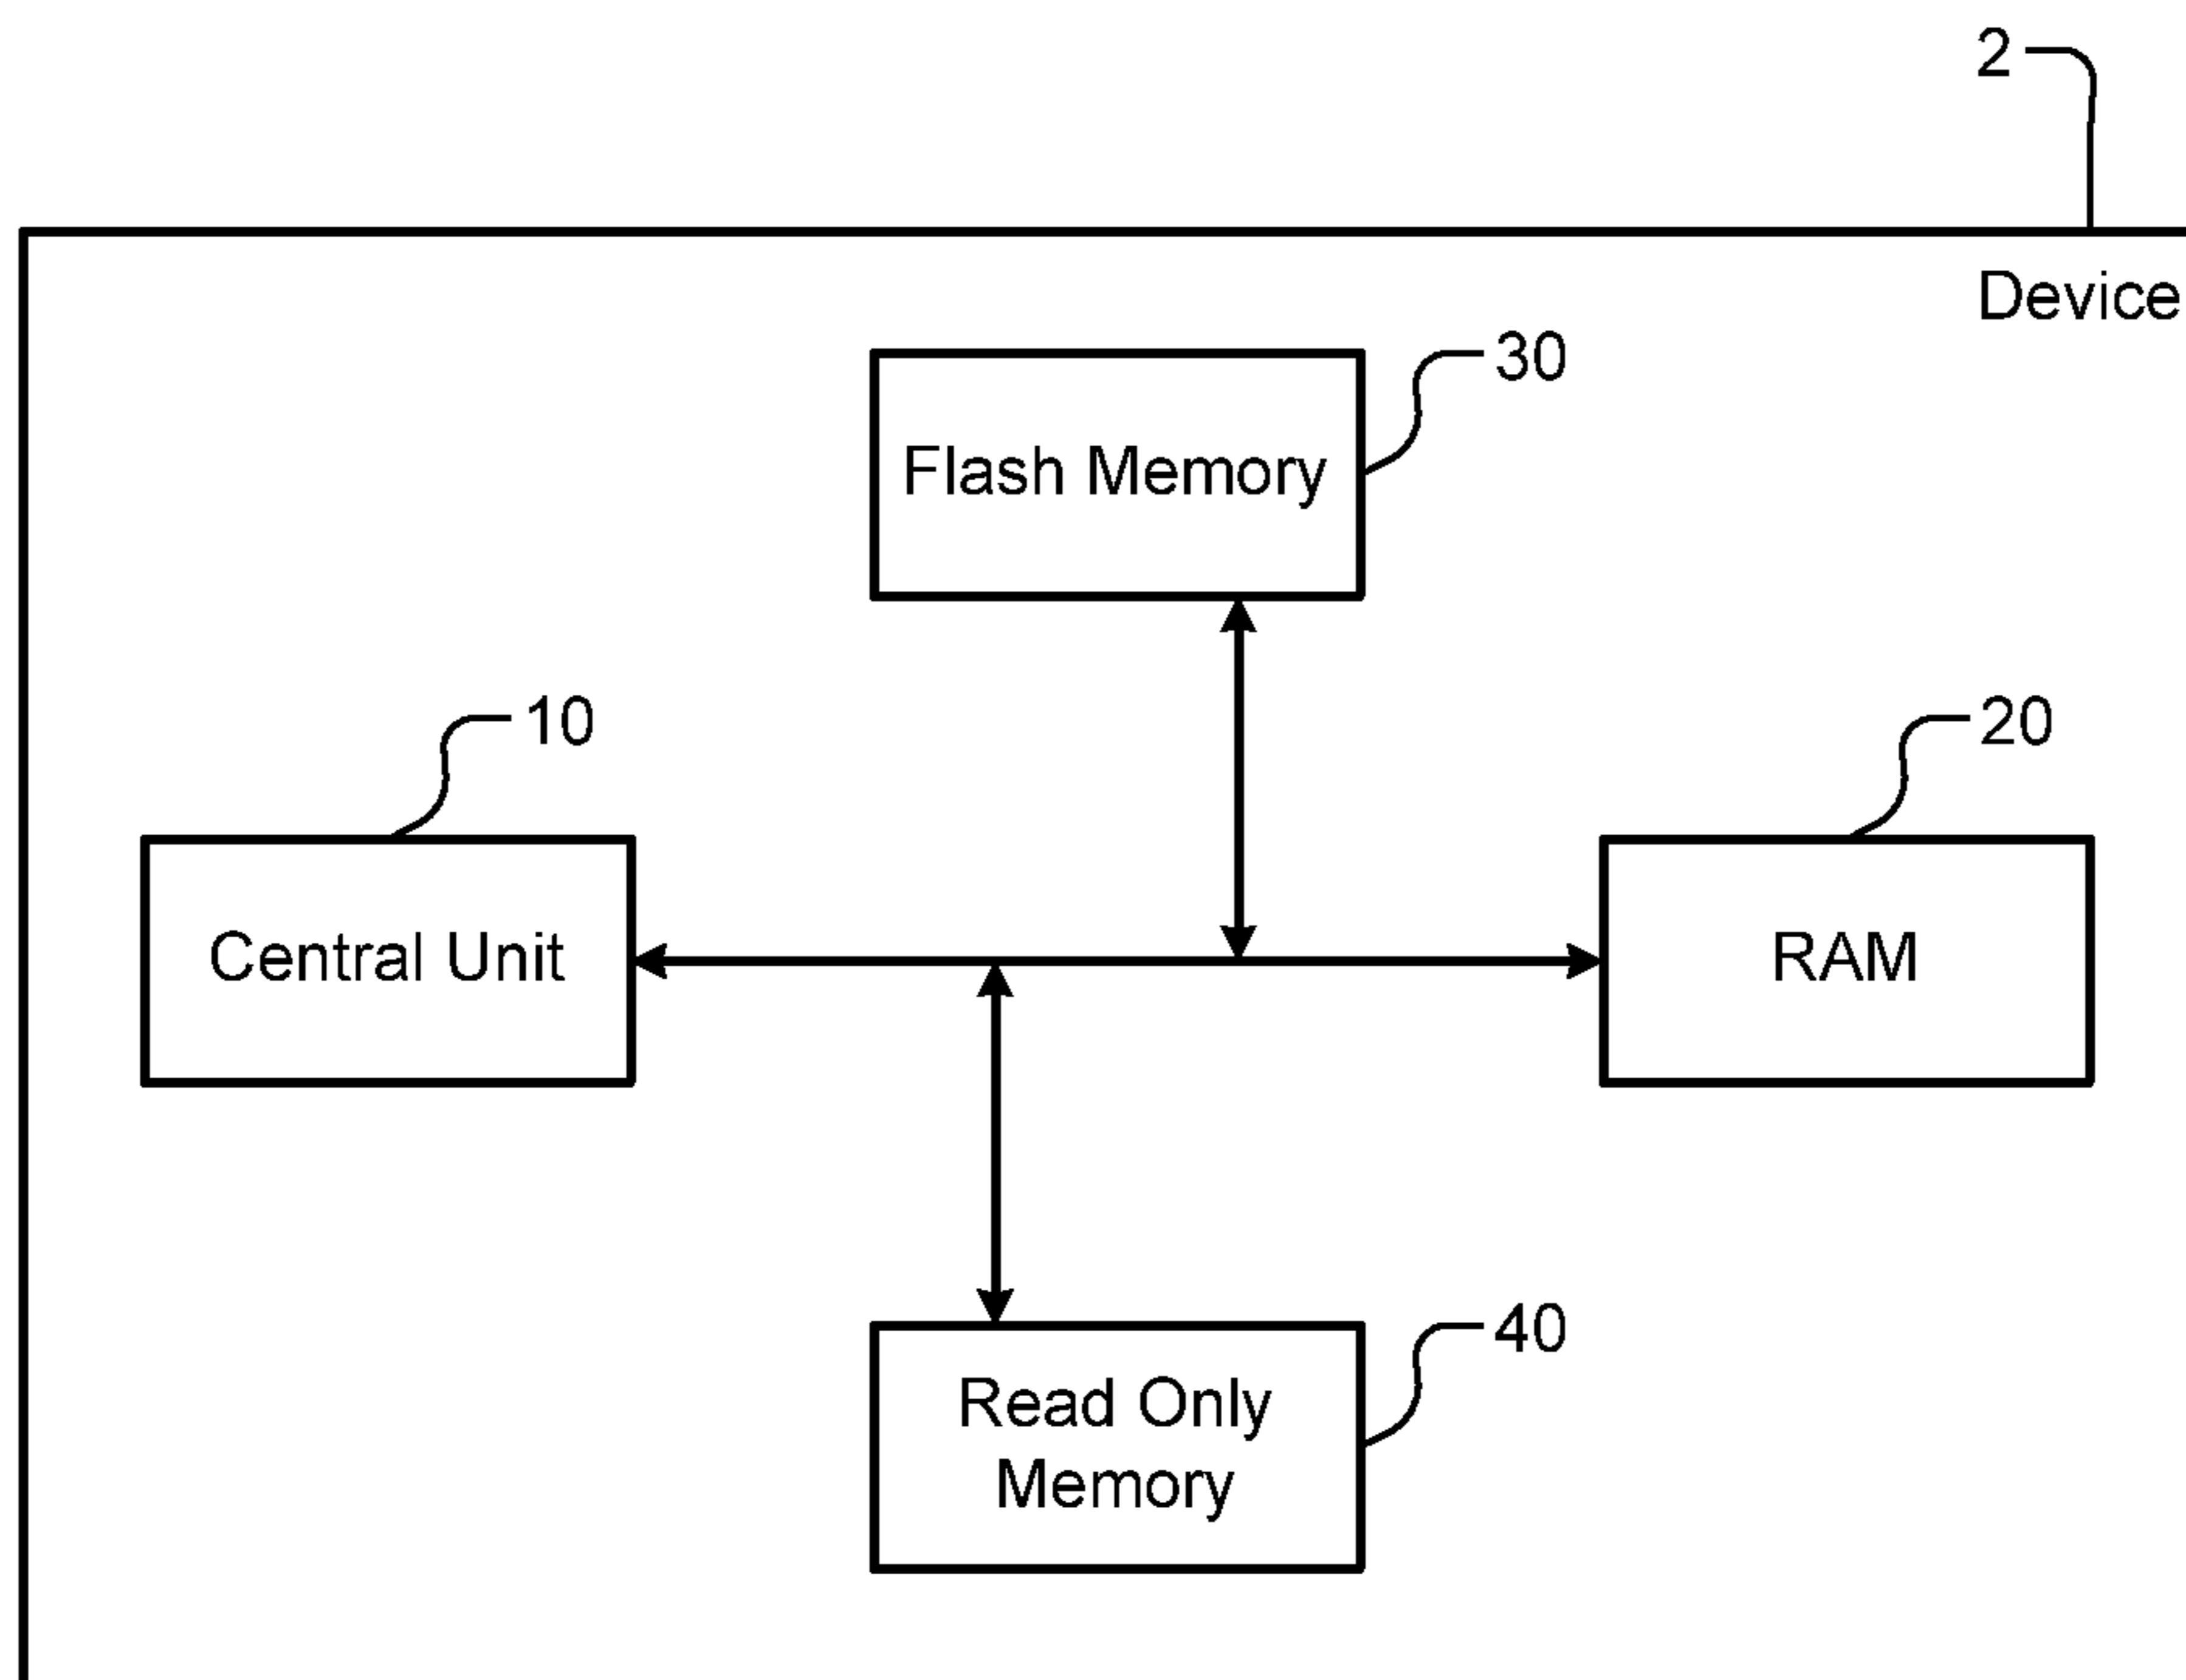 2
Device
30
Flash Memory
10
20
Central Unit
RAM
40
Read Only
Memory